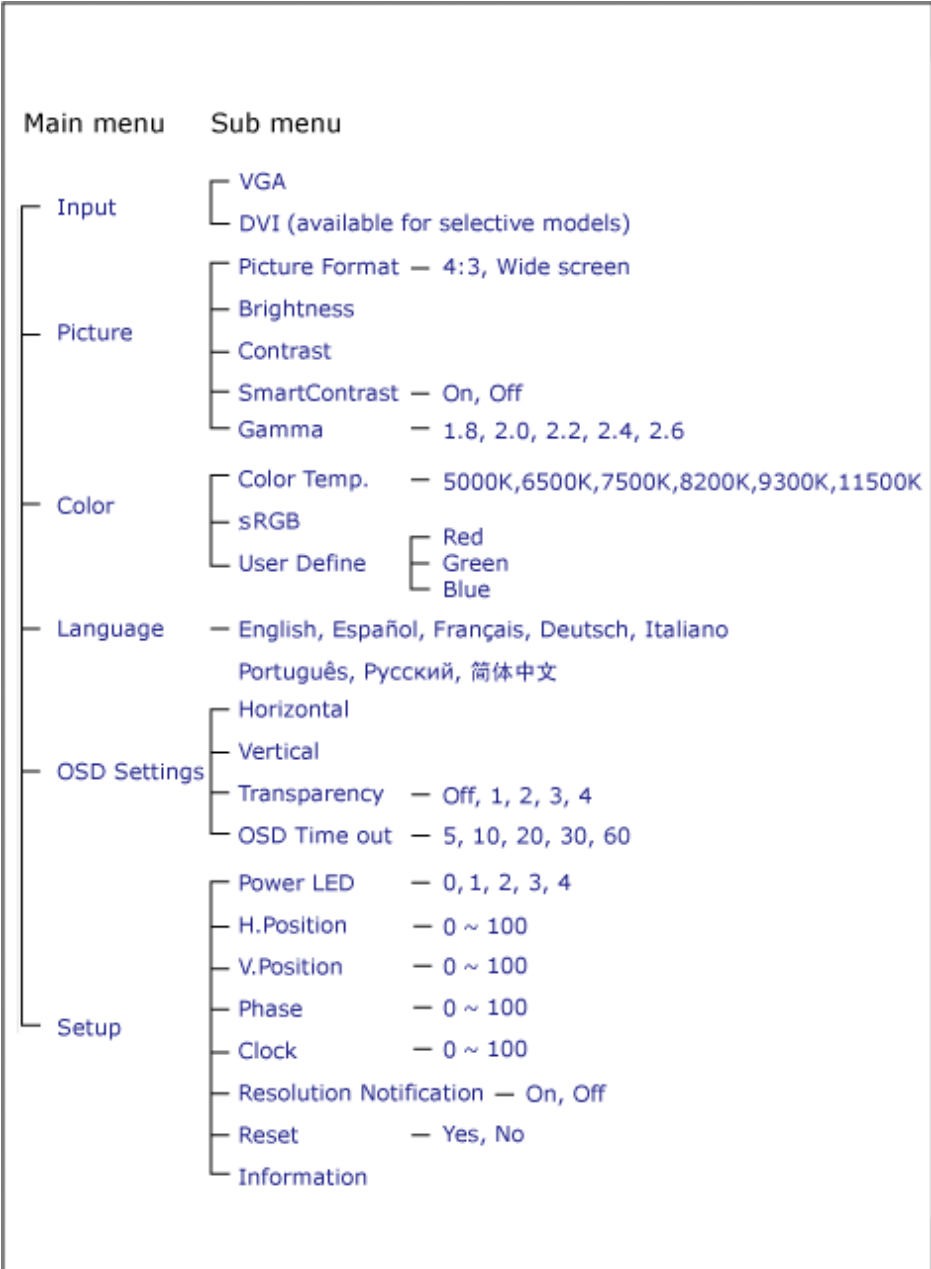 Main menu Sub menu
Input
VGA
DVI (available for selective models)
Picture
Picture Format — 4:3, Wide screen
Brightness
Contrast
SmartContrast — On, Off
Gamma — 1.8, 2.0, 2.2, 2.4, 2.6
Color
Color Temp. — 5000K,6500K,7500K,8200K,9300K,11500K
sRGB
User Define
Red
Green
Blue
Language — English, Español, Français, Deutsch, Italiano
Português, Русский, 简体中文
OSD Settings
Horizontal
Vertical
Transparency — Off, 1, 2, 3, 4
OSD Time out — 5, 10, 20, 30, 60
Setup
Power LED — 0, 1, 2, 3, 4
H.Position — 0 ~ 100
V.Position — 0 ~ 100
Phase — 0 ~ 100
Clock — 0 ~ 100
Resolution Notification — On, Off
Reset — Yes, No
Information